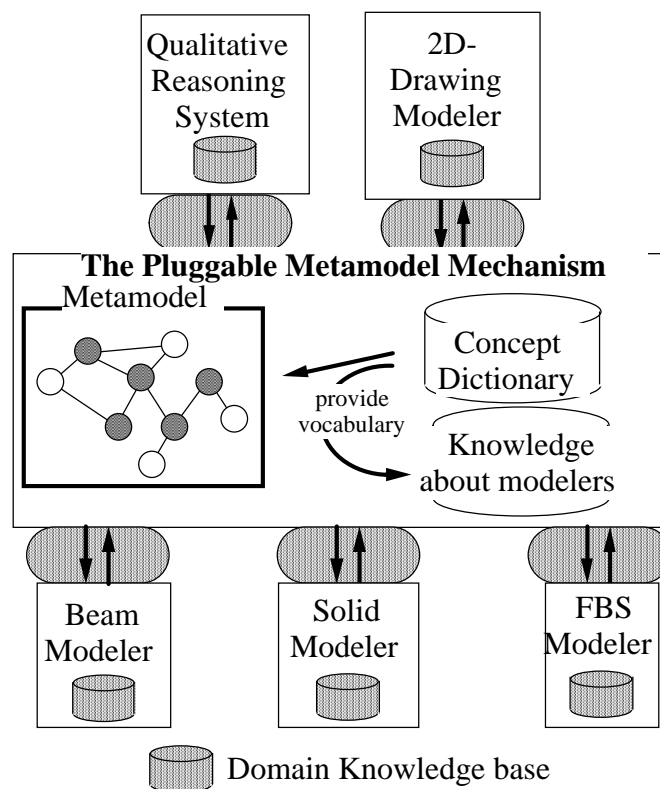 Qualitative
Reasoning
System
2D-
Drawing
Modeler
The Pluggable Metamodel Mechanism
Metamodel
Concept
Dictionary
provide
vocabulary
Knowledge
about modelers
Beam
Modeler
Solid
Modeler
FBS
Modeler
Domain Knowledge base